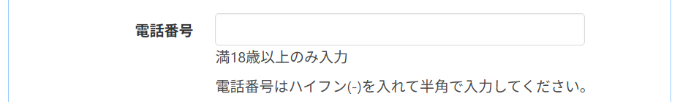 電話番号
満18歳以上のみ入力
電話番号はハイフン(-)を入れて半角で入力してください。